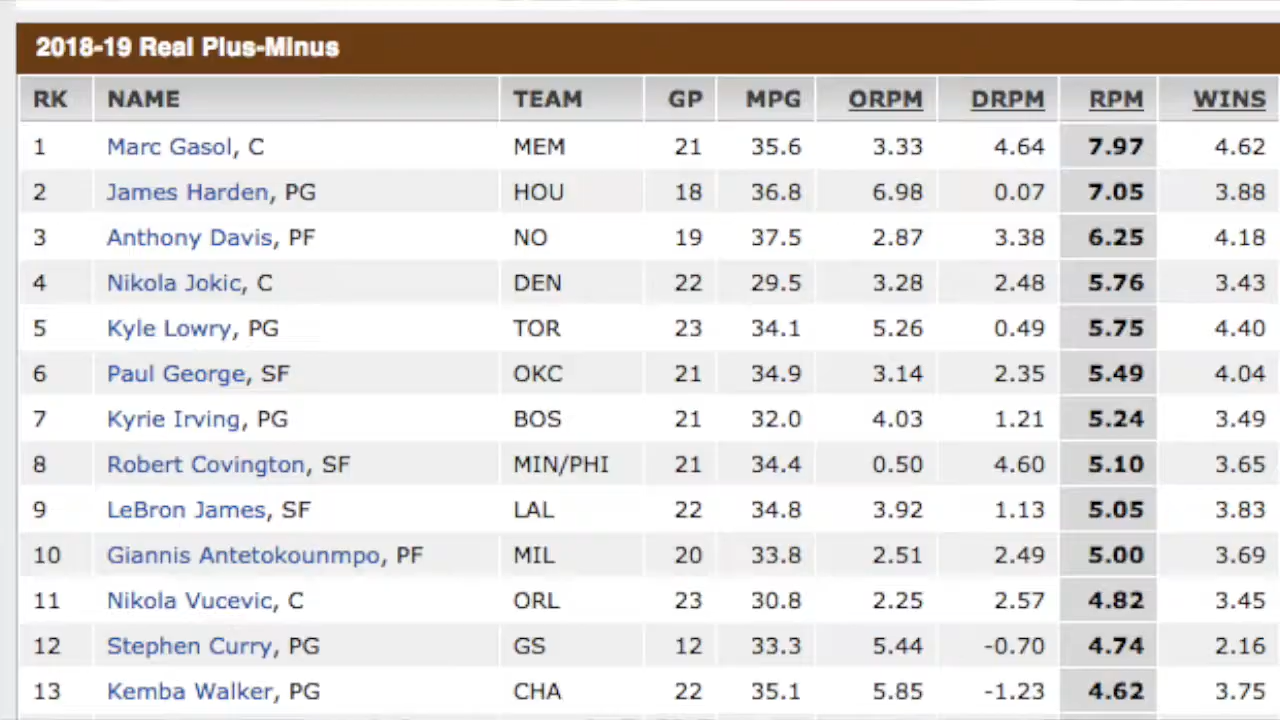 2018-19 Real Plus-Minus
RK NAME TEAM GP MPG ORPM DRPM RPM WINS
1 Marc Gasol, C MEM 21 35.6 3.33 4.64 7.97 4.62
2 James Harden, PG HOU 18 36.8 6.98 0.07 7.05 3.88
3 Anthony Davis, PF NO 19 37.5 2.87 3.38 6.25 4.18
4 Nikola Jokic, C DEN 22 29.5 3.28 2.48 5.76 3.43
5 Kyle Lowry, PG TOR 23 34.1 5.26 0.49 5.75 4.40
6 Paul George, SF OKC 21 34.9 3.14 2.35 5.49 4.04
7 Kyrie Irving, PG BOS 21 32.0 4.03 1.21 5.24 3.49
8 Robert Covington, SF MIN/PHI 21 34.4 0.50 4.60 5.10 3.65
9 LeBron James, SF LAL 22 34.8 3.92 1.13 5.05 3.83
10 Giannis Antetokounmpo, PF MIL 20 33.8 2.51 2.49 5.00 3.69
11 Nikola Vucevic, C ORL 23 30.8 2.25 2.57 4.82 3.45
12 Stephen Curry, PG GS 12 33.3 5.44 -0.70 4.74 2.16
13 Kemba Walker, PG CHA 22 35.1 5.85 -1.23 4.62 3.75